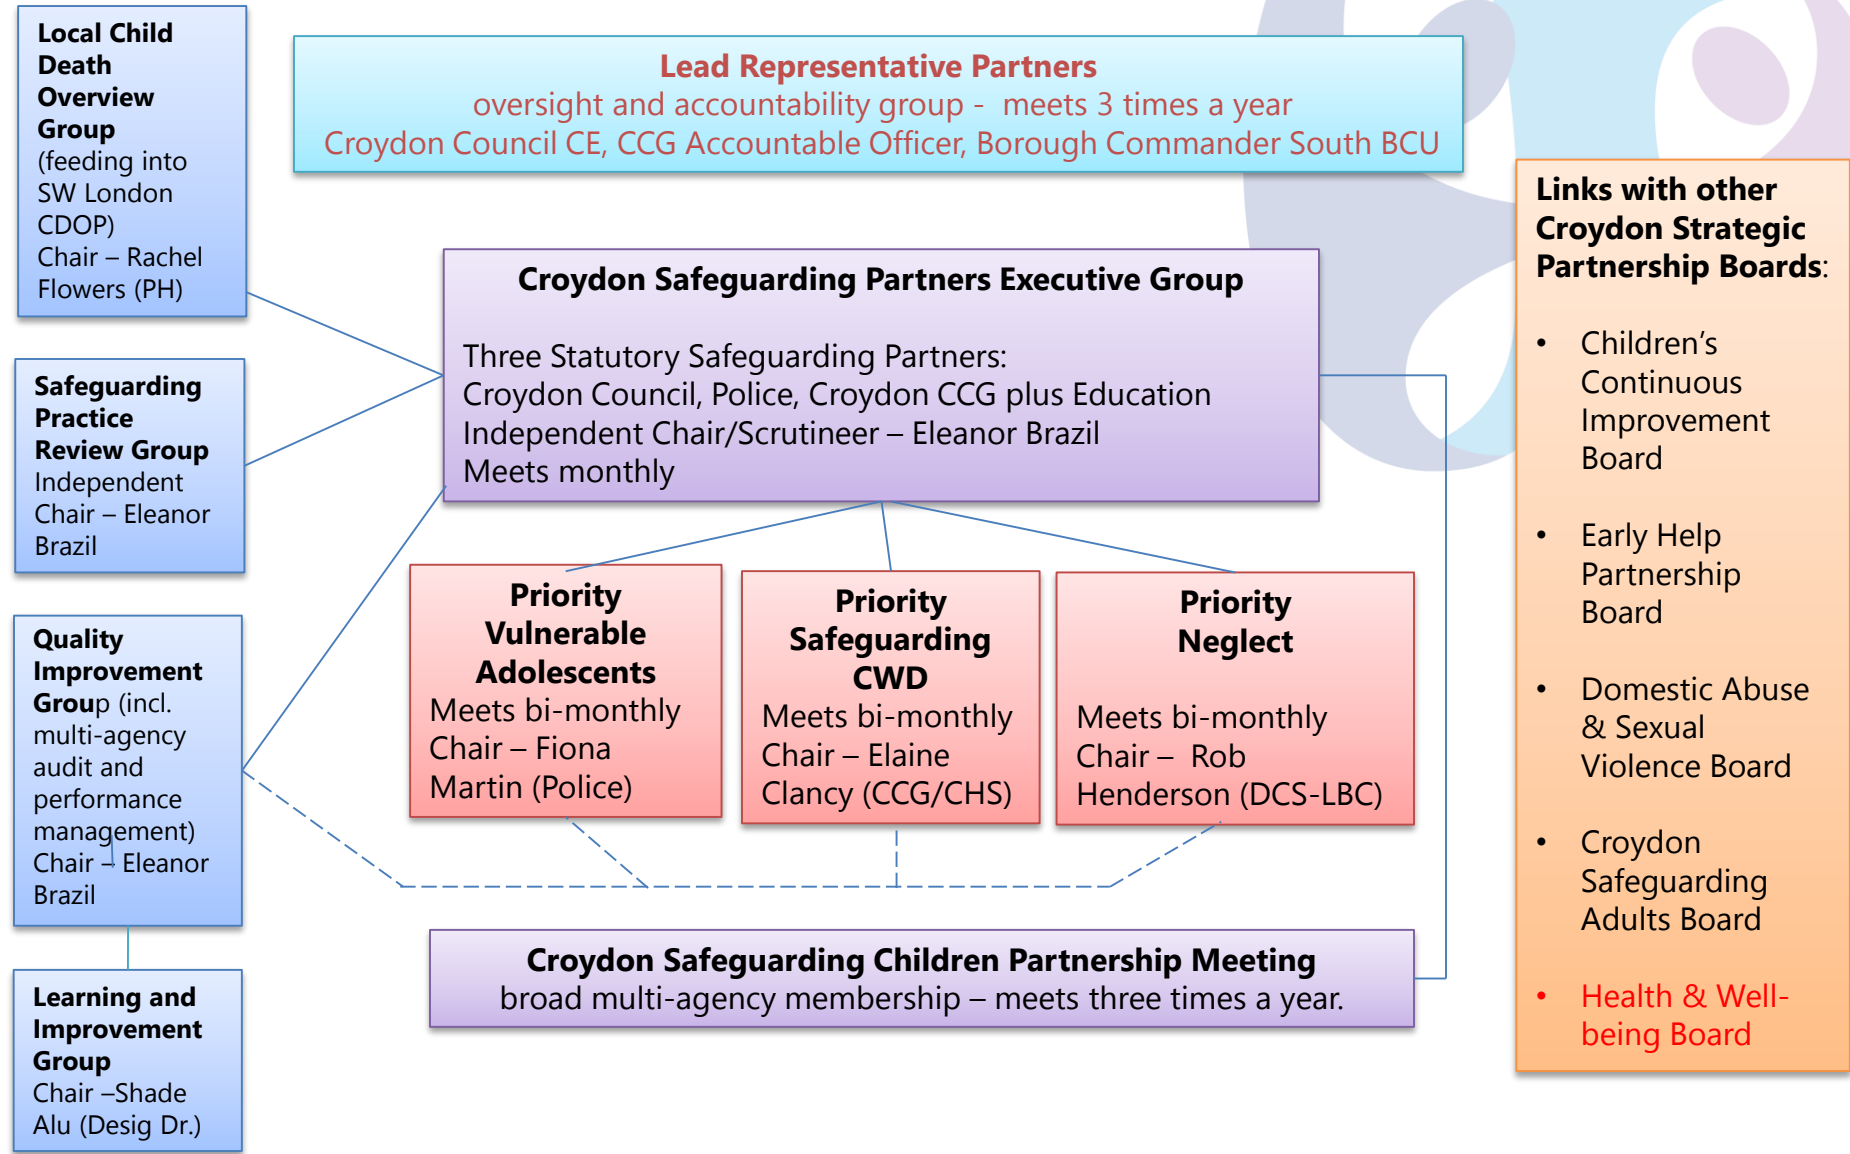 Local Child
Death
Overview
Group
(feeding into
SW London
CDOP)
Chair – Rachel
Flowers (PH)
Lead Representative Partners
oversight and accountability group -  meets 3 times a year
Croydon Council CE, CCG Accountable Officer, Borough Commander South BCU
Safeguarding
Practice
Review Group
Independent
Chair – Eleanor
Brazil
Croydon Safeguarding Partners Executive Group
Three Statutory Safeguarding Partners:
Croydon Council, Police, Croydon CCG plus Education
Independent Chair/Scrutineer – Eleanor Brazil
Meets monthly
Quality
Improvement
Group (incl.
multi-agency
audit and
performance
management)
Chair – Eleanor
Brazil
Priority
Vulnerable
Adolescents
Meets bi-monthly
Chair – Fiona
Martin (Police)
Priority
Safeguarding
CWD
Meets bi-monthly
Chair – Elaine
Clancy (CCG/CHS)
Priority
Neglect
Meets bi-monthly
Chair –  Rob
Henderson (DCS-LBC)
Learning and
Improvement
Group
Chair –Shade
Alu (Desig Dr.)
Croydon Safeguarding Children Partnership Meeting
broad multi-agency membership – meets three times a year.
Links with other
Croydon Strategic
Partnership Boards:
• Children’s
Continuous
Improvement
Board
• Early Help
Partnership
Board
• Domestic Abuse
& Sexual
Violence Board
• Croydon
Safeguarding
Adults Board
• Health & Well-
being Board